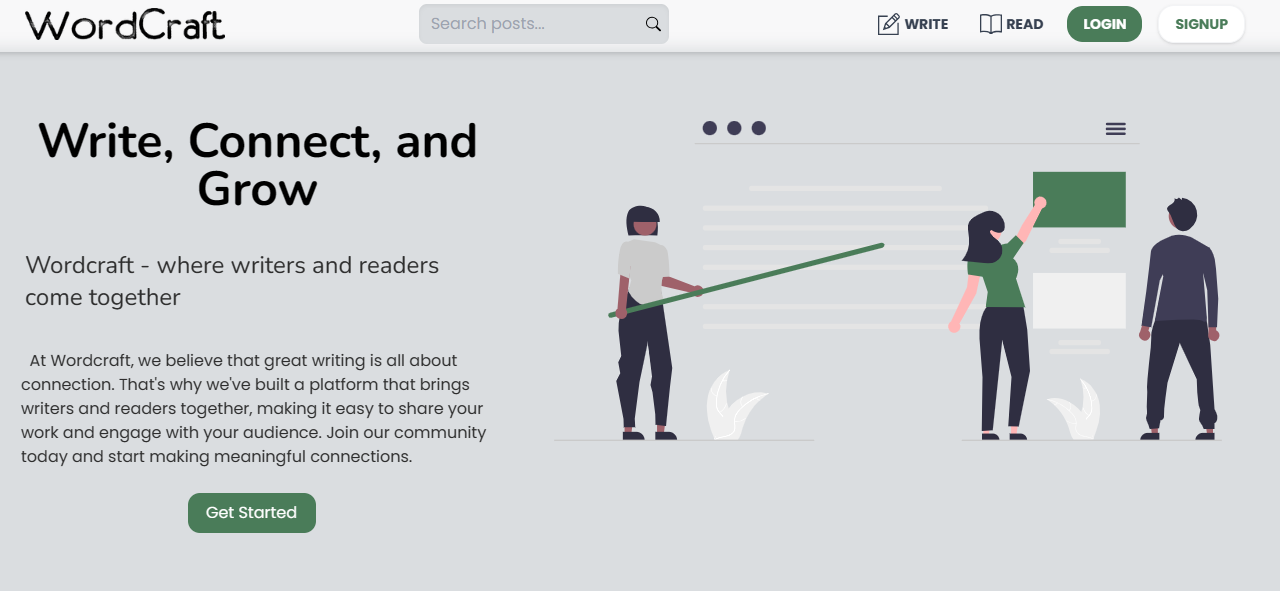 WordCraft
Search posts...
WRITE
READ
LOGIN
SIGNUP
Write, Connect, and
Grow
Wordcraft - where writers and readers
come together
At Wordcraft, we believe that great writing is all about
connection. That's why we've built a platform that brings
writers and readers together, making it easy to share your
work and engage with your audience. Join our community
today and start making meaningful connections.
Get Started